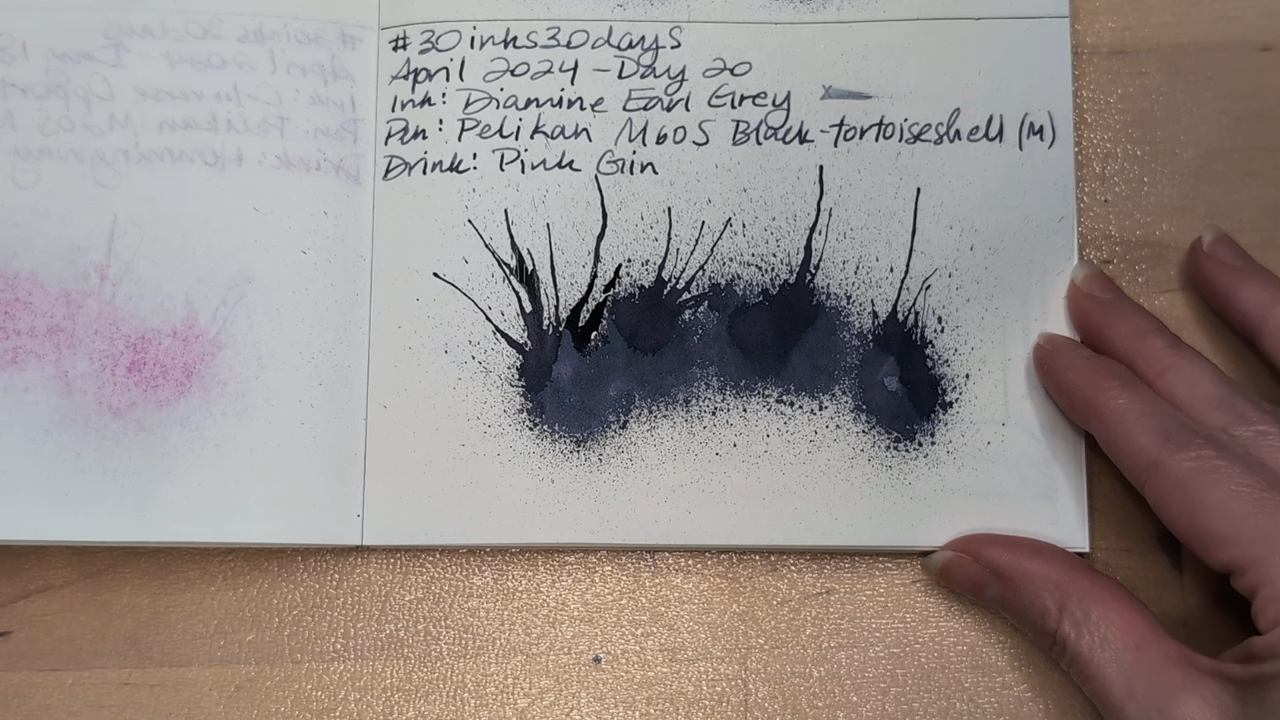 #30inks30days
April 2024 - Day 20
Ink: Diamine Earl Grey
Pen: Pelikan M605 Black-tortoiseshell (M)
Drink: Pink Gin